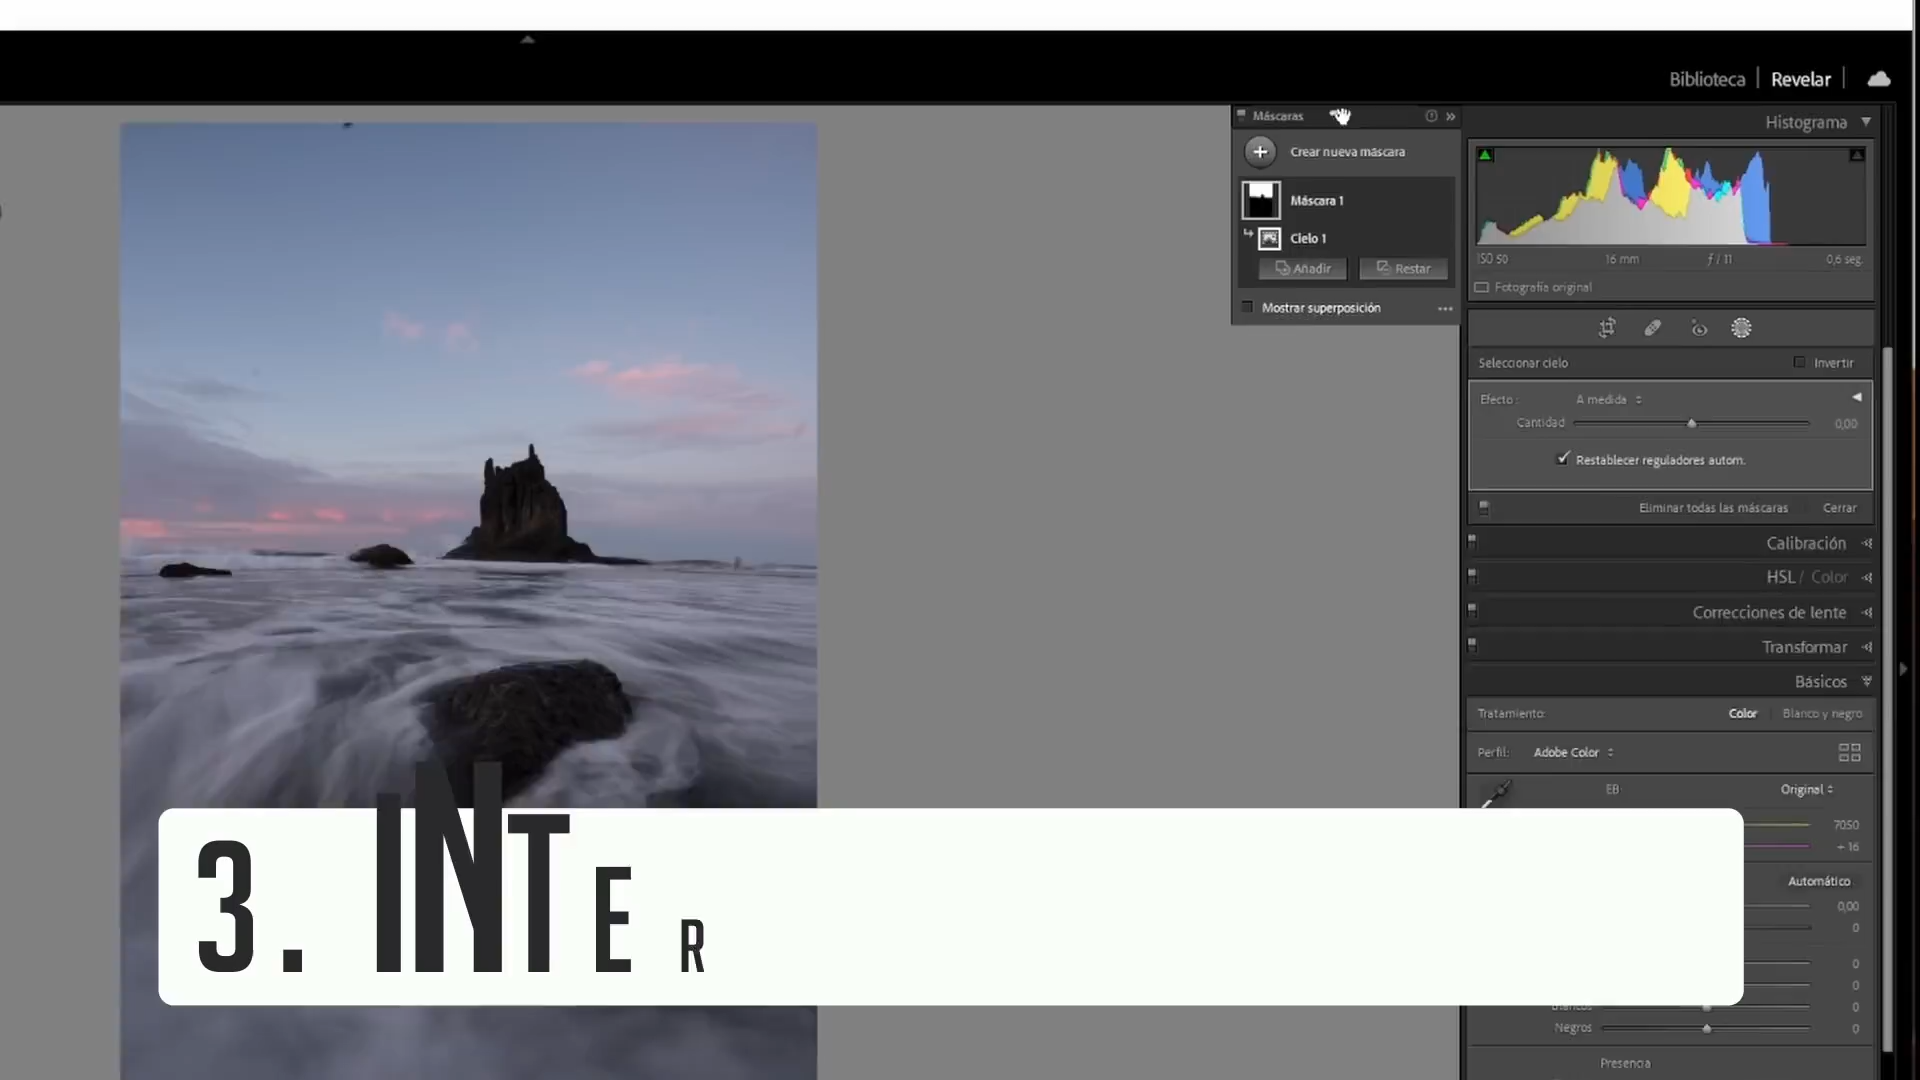 Biblioteca | Revelar |
Máscaras
Crear nueva máscara
Máscara 1
Cielo 1
Añadir Restar
Mostrar superposición
Histograma
ISO 50 16 mm ƒ / 11 0,6 seg.
Fotografía original
Seleccionar cielo Invertir
Efecto : A medida
Cantidad 0,00
Restablecer reguladores autom.
Eliminar todas las máscaras Cerrar
Calibración
HSL / Color
Correcciones de lente
Transformar
Básicos
Tratamiento: Color Blanco y negro
Perfil: Adobe Color
EB Original
7050
+ 16
Automático
0,00
0
0
0
Blancos 0
Negros 0
Presencia
3. INTER